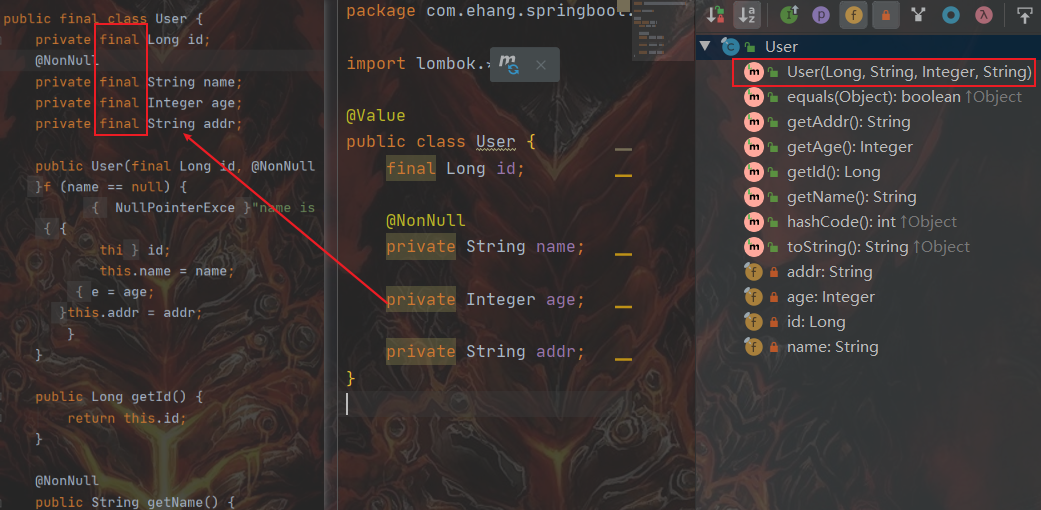 public final class User {
private final Long id;
@NonNull
private final String name;
private final Integer age;
private final String addr;
public User(final Long id, @NonNull
}f (name == null) {
{ NullPointerExce }"name is
{ {
thi } id;
this.name = name;
{ e = age;
}this.addr = addr;
}
}
public Long getId() {
return this.id;
}
@NonNull
public String getName() {
package com.ehang.springboot.
import lombok.*
@Value
public class User {
final Long id;
@NonNull
private String name;
private Integer age;
private String addr;
}
User
User(Long, String, Integer, String)
equals(Object): boolean ↑Object
getAddr(): String
getAge(): Integer
getId(): Long
getName(): String
hashCode(): int ↑Object
toString(): String ↑Object
addr: String
age: Integer
id: Long
name: String